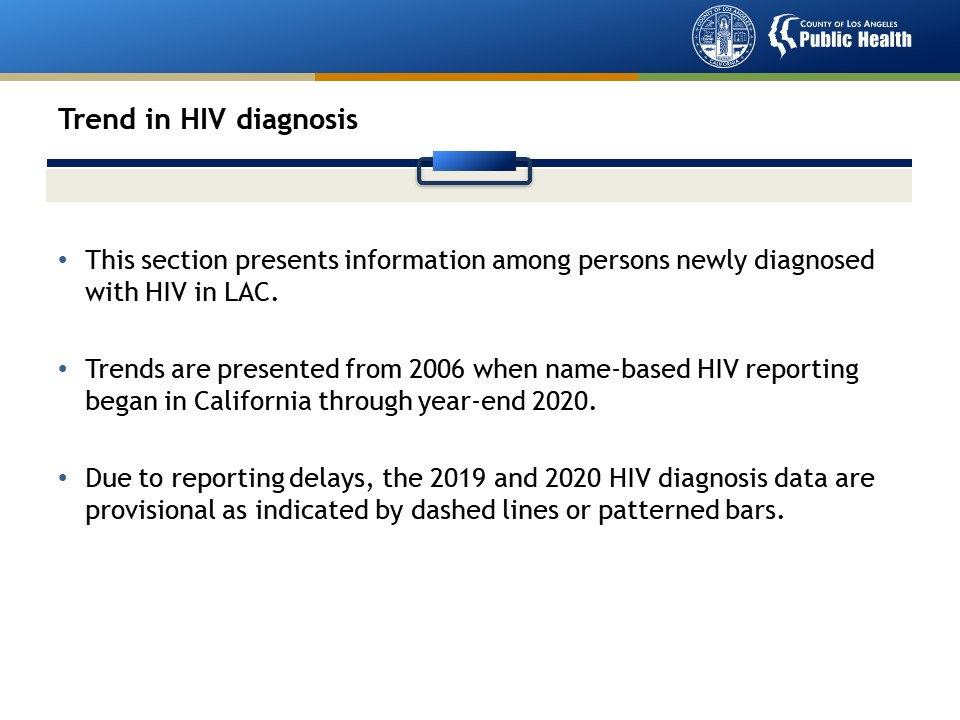 COUNTY OF LOS ANGELES
Public Health
Trend in HIV diagnosis
• This section presents information among persons newly diagnosed
with HIV in LAC.
• Trends are presented from 2006 when name-based HIV reporting
began in California through year-end 2020.
• Due to reporting delays, the 2019 and 2020 HIV diagnosis data are
provisional as indicated by dashed lines or patterned bars.